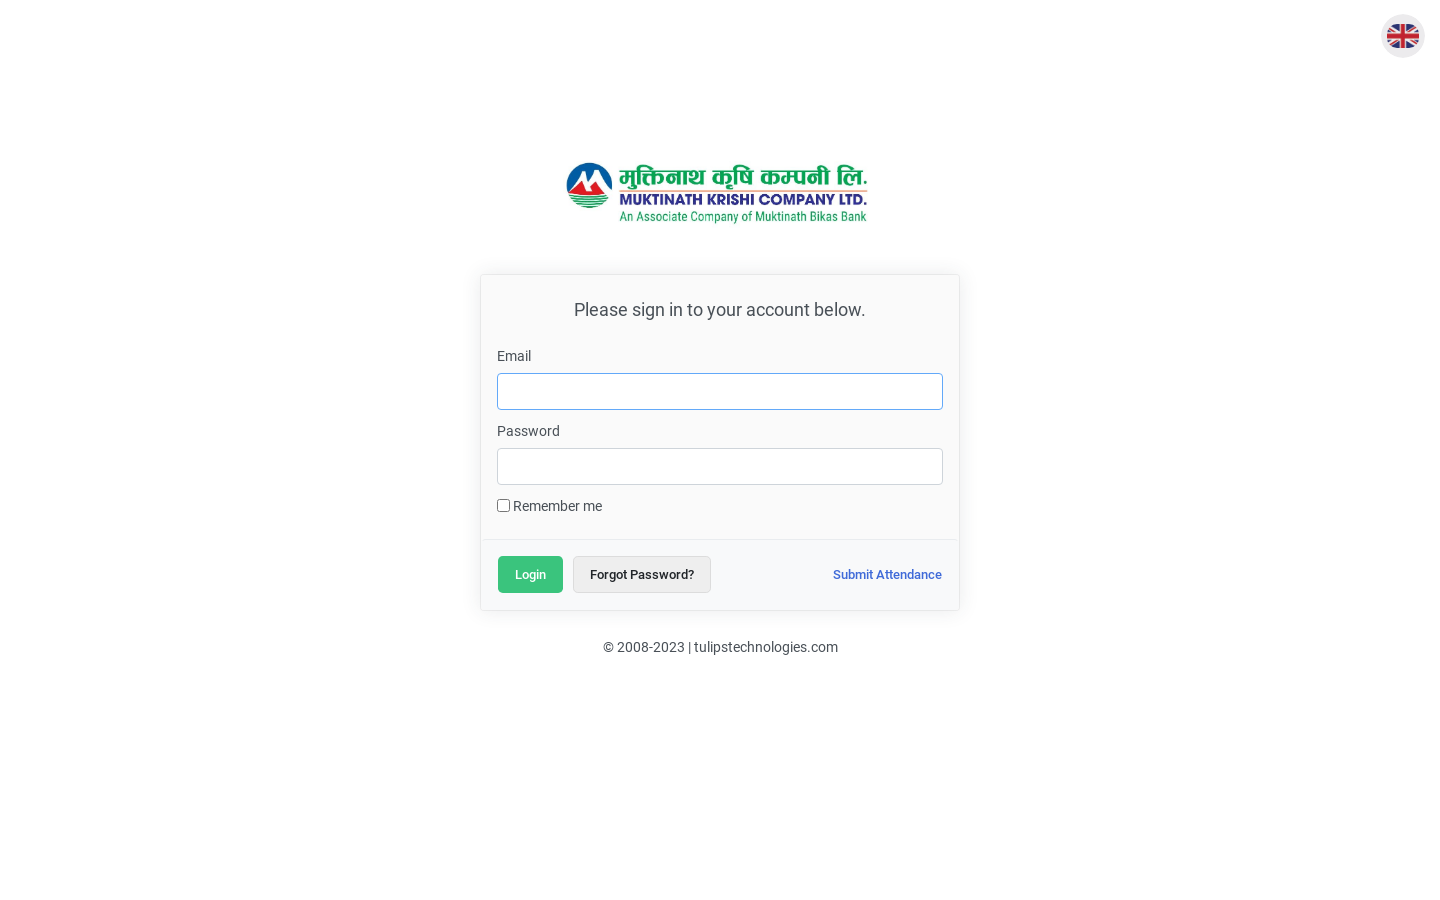 मुक्तिनाथ कृषि कम्पनी लि.
MUKTINATH KRISHI COMPANY LTD.
An Associate Company of Muktinath Bikas Bank
Please sign in to your account below.
Email
Password
Remember me
Login Forgot Password? Submit Attendance
© 2008-2023 | tulipstechnologies.com